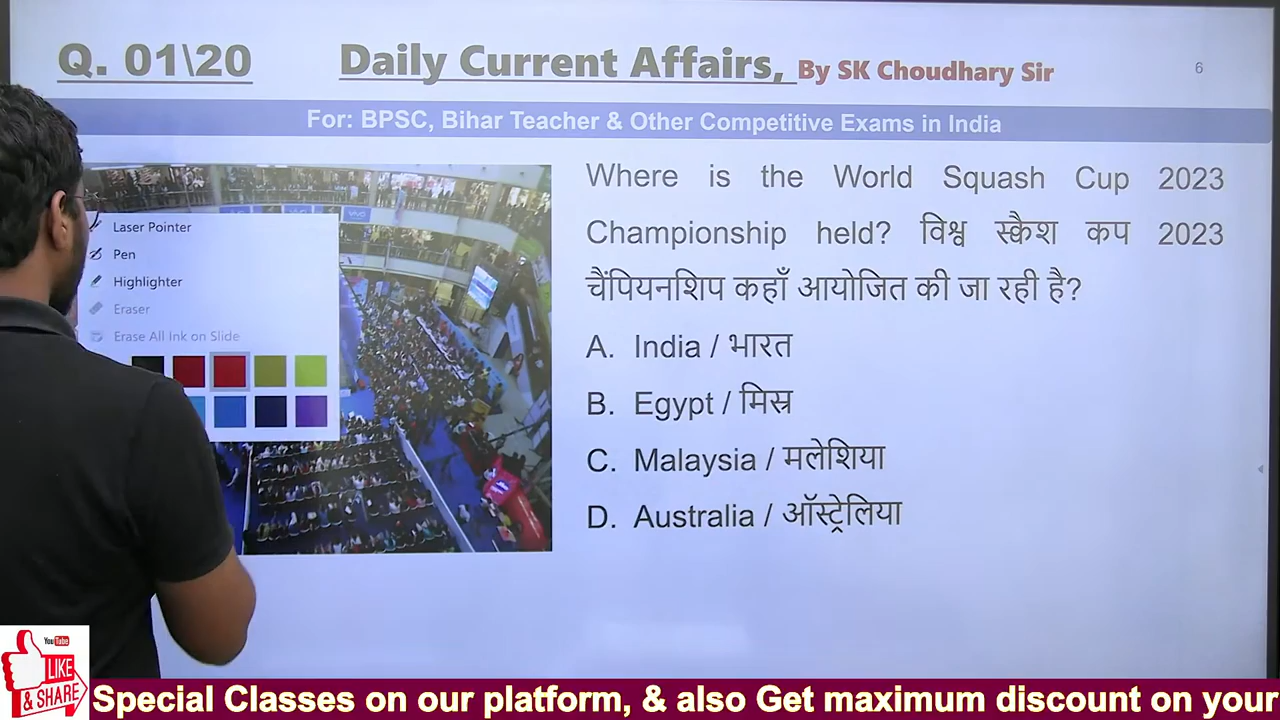 Q. 01\20
Daily Current Affairs, By SK Choudhary Sir
6
For: BPSC, Bihar Teacher & Other Competitive Exams in India
vivo
Laser Pointer
Pen
Highlighter
Eraser
Erase All Ink on Slide
Where is the World Squash Cup 2023
Championship held? विश्व स्क्वैश कप 2023
चैंपियनशिप कहाँ आयोजित की जा रही है?
A. India / भारत
B. Egypt / मिस्र
C. Malaysia / मलेशिया
D. Australia / ऑस्ट्रेलिया
YouTube
LIKE
& SHARE
Special Classes on our platform, & also Get maximum discount on your